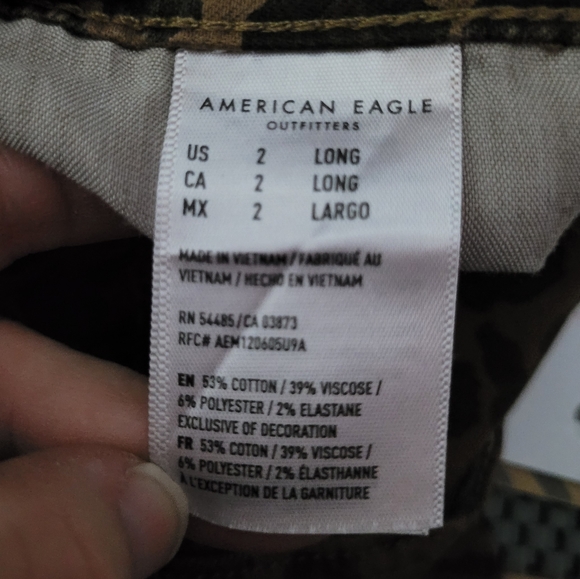 AMERICAN EAGLE
OUTFITTERS
US 2 LONG
CA 2 LONG
MX 2 LARGO
MADE IN VIETNAM / FABRIQUÉ AU
VIETNAM / HECHO EN VIETNAM
RN 54485 / CA 03873
RFC# AEM120605U9A
EN 53% COTTON / 39% VISCOSE /
6% POLYESTER / 2% ELASTANE
EXCLUSIVE OF DECORATION
FR 53% COTON / 39% VISCOSE /
6% POLYESTER / 2% ÉLASTHANNE
À L'EXCEPTION DE LA GARNITURE